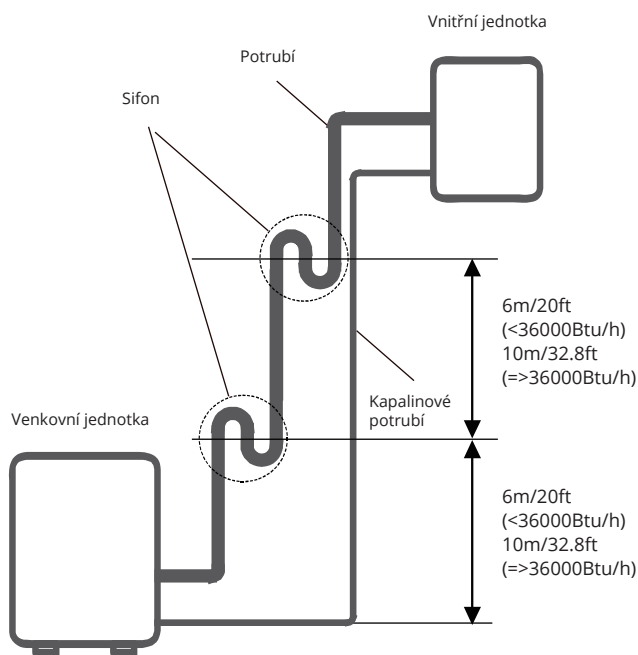 Vnitřní jednotka
Potrubí
Sifon
6m/20ft
(<36000Btu/h)
10m/32.8ft
(=>36000Btu/h)
Kapalinové
potrubí
Venkovní jednotka
6m/20ft
(<36000Btu/h)
10m/32.8ft
(=>36000Btu/h)